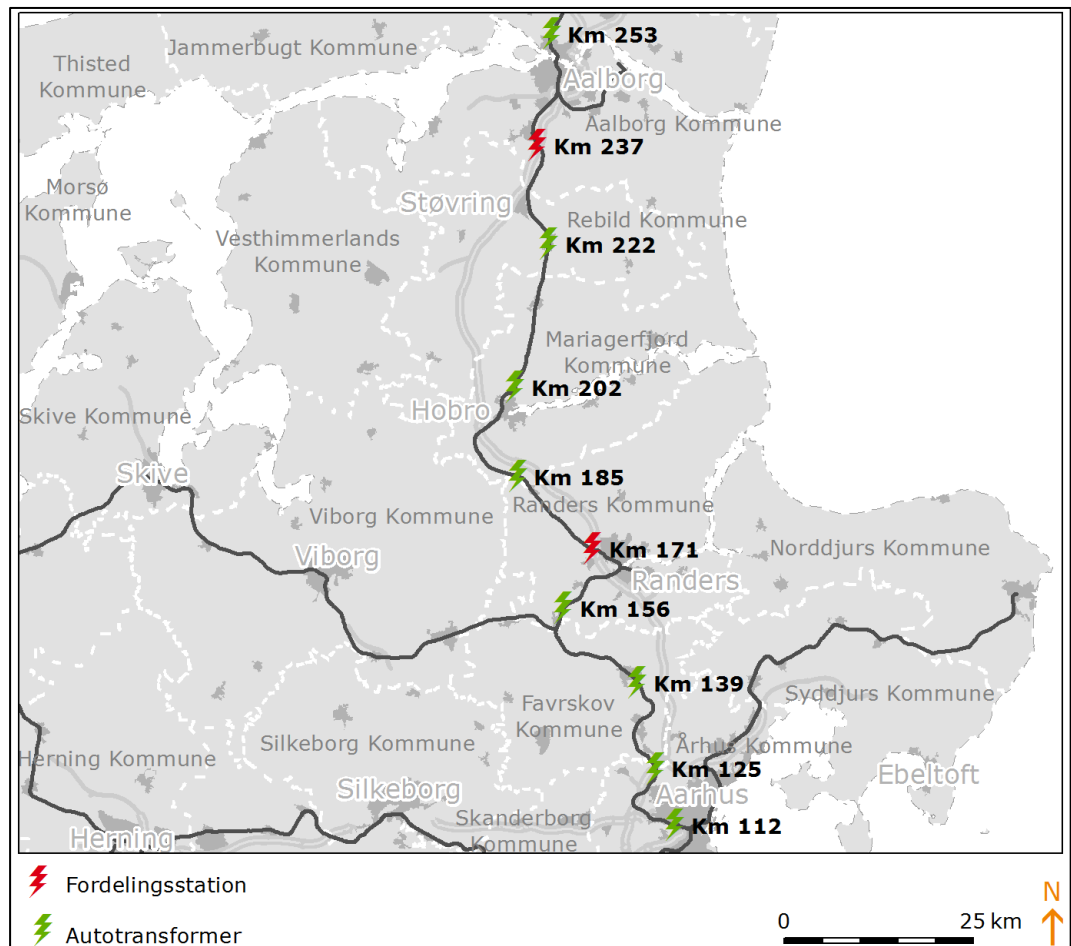 Km 253
Jammerbugt Kommune
Thisted
Kommune
Aalborg
Aalborg Kommune
Km 237
Morsø
Kommune
Støvring
Rebild Kommune
Km 222
Vesthimmerlands
Kommune
Mariagerfjord
Kommune
Km 202
Hobro
Skive Kommune
Skive
Km 185
Randers Kommune
Viborg Kommune
Km 171
Norddjurs Kommune
Viborg
Randers
Km 156
Km 139
Syddjurs Kommune
Favrskov
Kommune
Silkeborg Kommune
Århus Kommune
Herning Kommune
Km 125
Ebeltoft
Silkeborg
Aarhus
Skanderborg
Kommune
Km 112
Herning
Fordelingsstation
Autotransformer
0 25 km
N